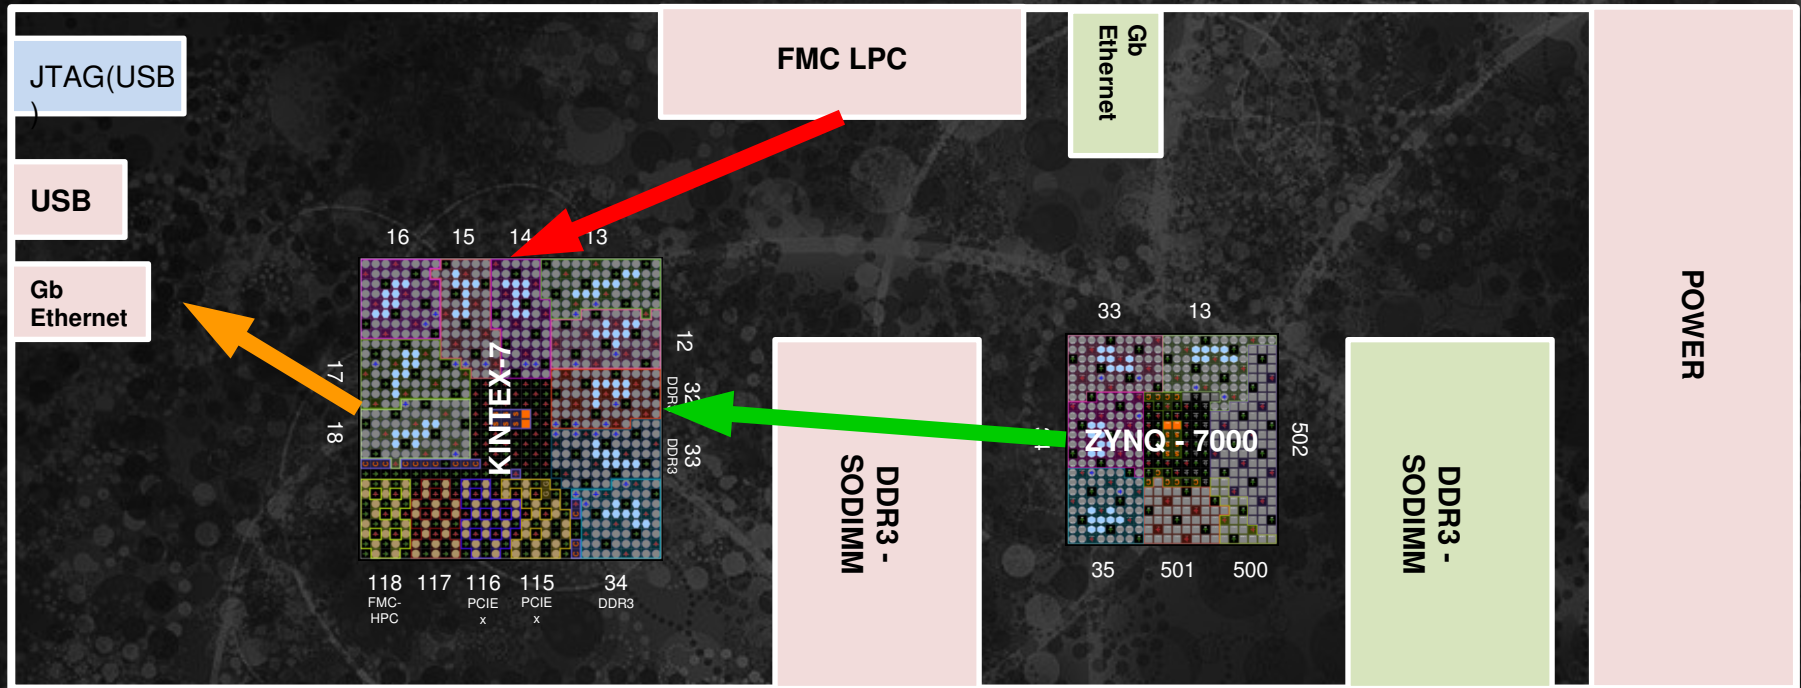 JTAG(USB
)
USB
Gb
Ethernet
FMC LPC
Gb
Ethernet
POWER
16
15
14
13
17
18
12
32
33
DDR3
KINTEX-7
118
FMC-
HPC
117
116
PCIE
x
115
PCIE
x
34
DDR3
DDR3 -
SODIMM
33
13
ZYNQ - 7000
502
35
501
500
DDR3 -
SODIMM